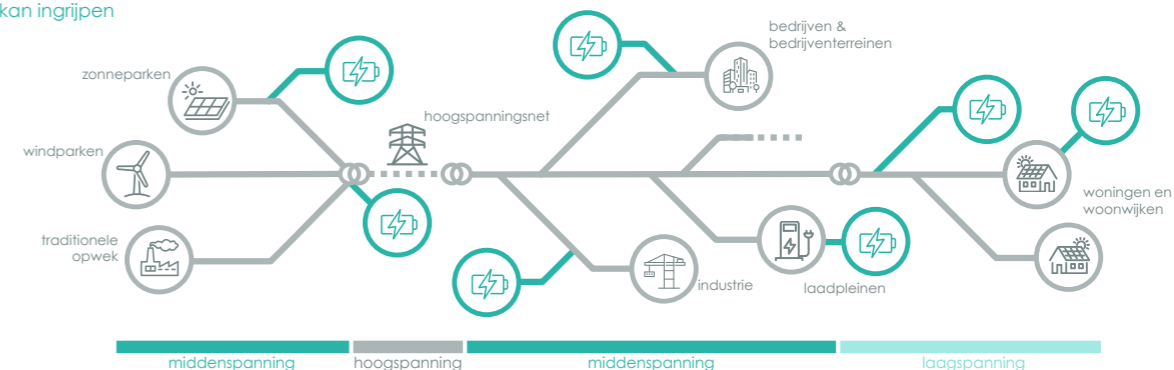 kan ingrijpen
bedrijven &
bedrijventerreinen
zonneparken
hoogspanningsnet
windparken
woningen en
woonwijken
traditionele
opwek
industrie
laadpleinen
middenspanning
hoogspanning
middenspanning
laagspanning